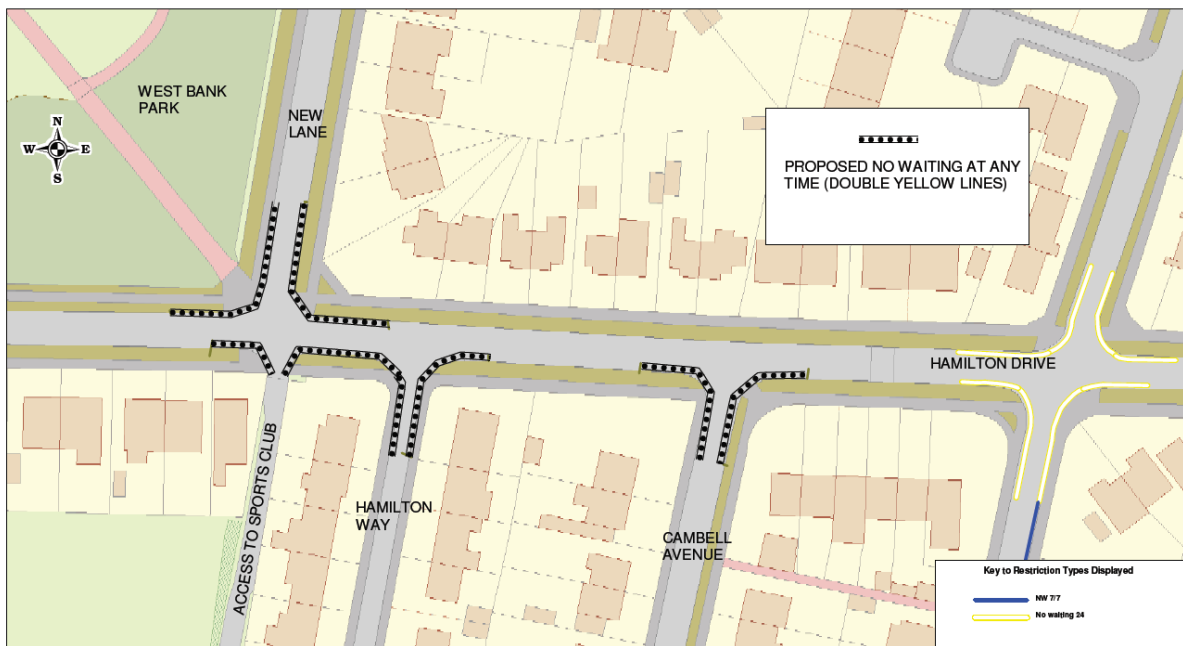 WEST BANK
PARK
NEW
LANE
N
W E
S
PROPOSED NO WAITING AT ANY
TIME (DOUBLE YELLOW LINES)
HAMILTON DRIVE
ACCESS TO SPORTS CLUB
HAMILTON
WAY
CAMBELL
AVENUE
Key to Restriction Types Displayed
NW 7/7
No waiting 24